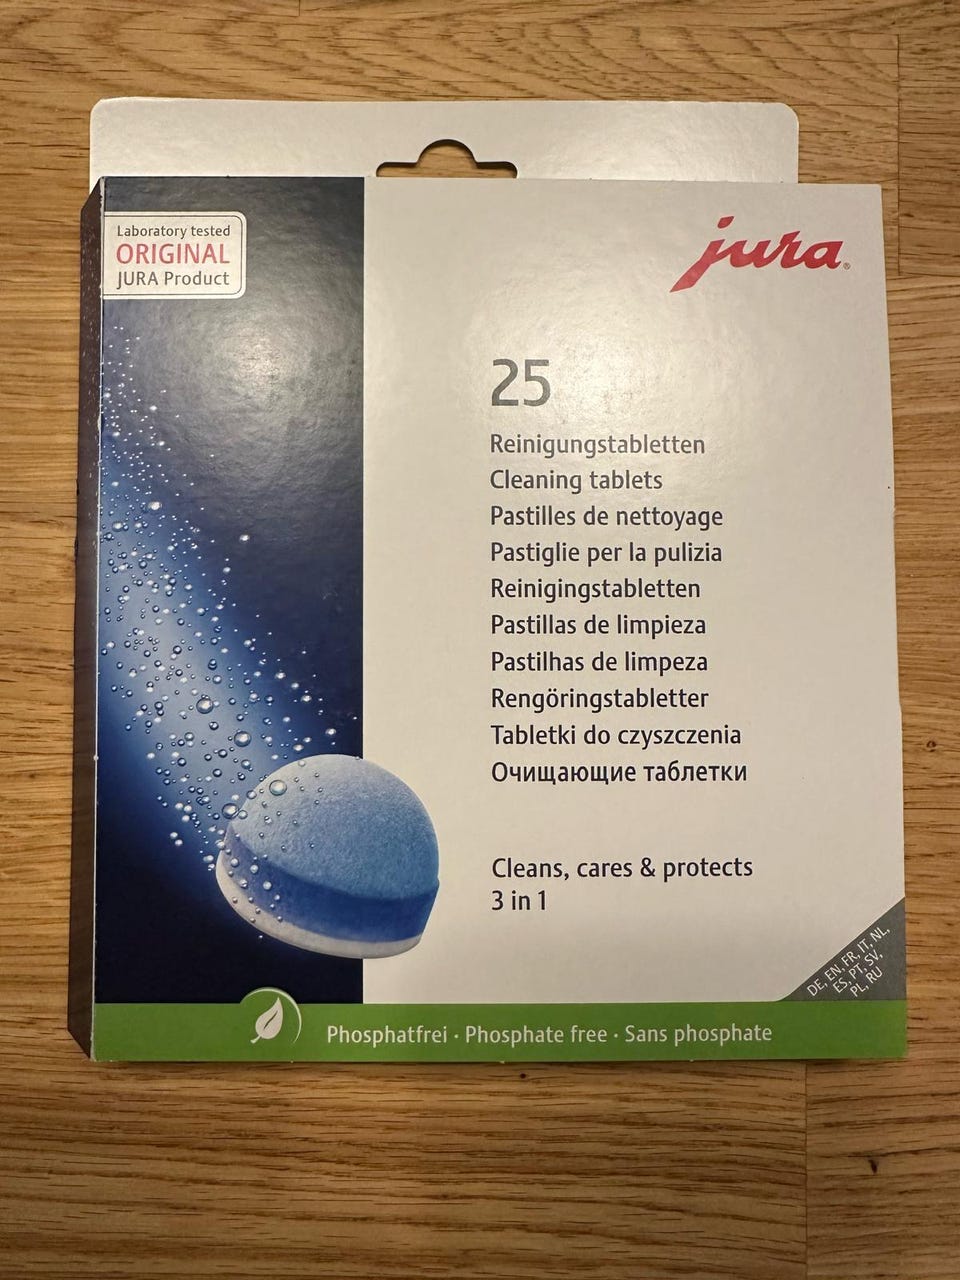 Laboratory tested
ORIGINAL
JURA Product
jura®
25
Reinigungstabletten
Cleaning tablets
Pastilles de nettoyage
Pastiglie per la pulizia
Reinigingstabletten
Pastillas de limpieza
Pastilhas de limpeza
Rengöringstabletter
Tabletki do czyszczenia
Очищающие таблетки
Cleans, cares & protects
3 in 1
DE, EN, FR, IT, NL,
ES, PT, SV,
PL, RU
Phosphatfrei · Phosphate free · Sans phosphate